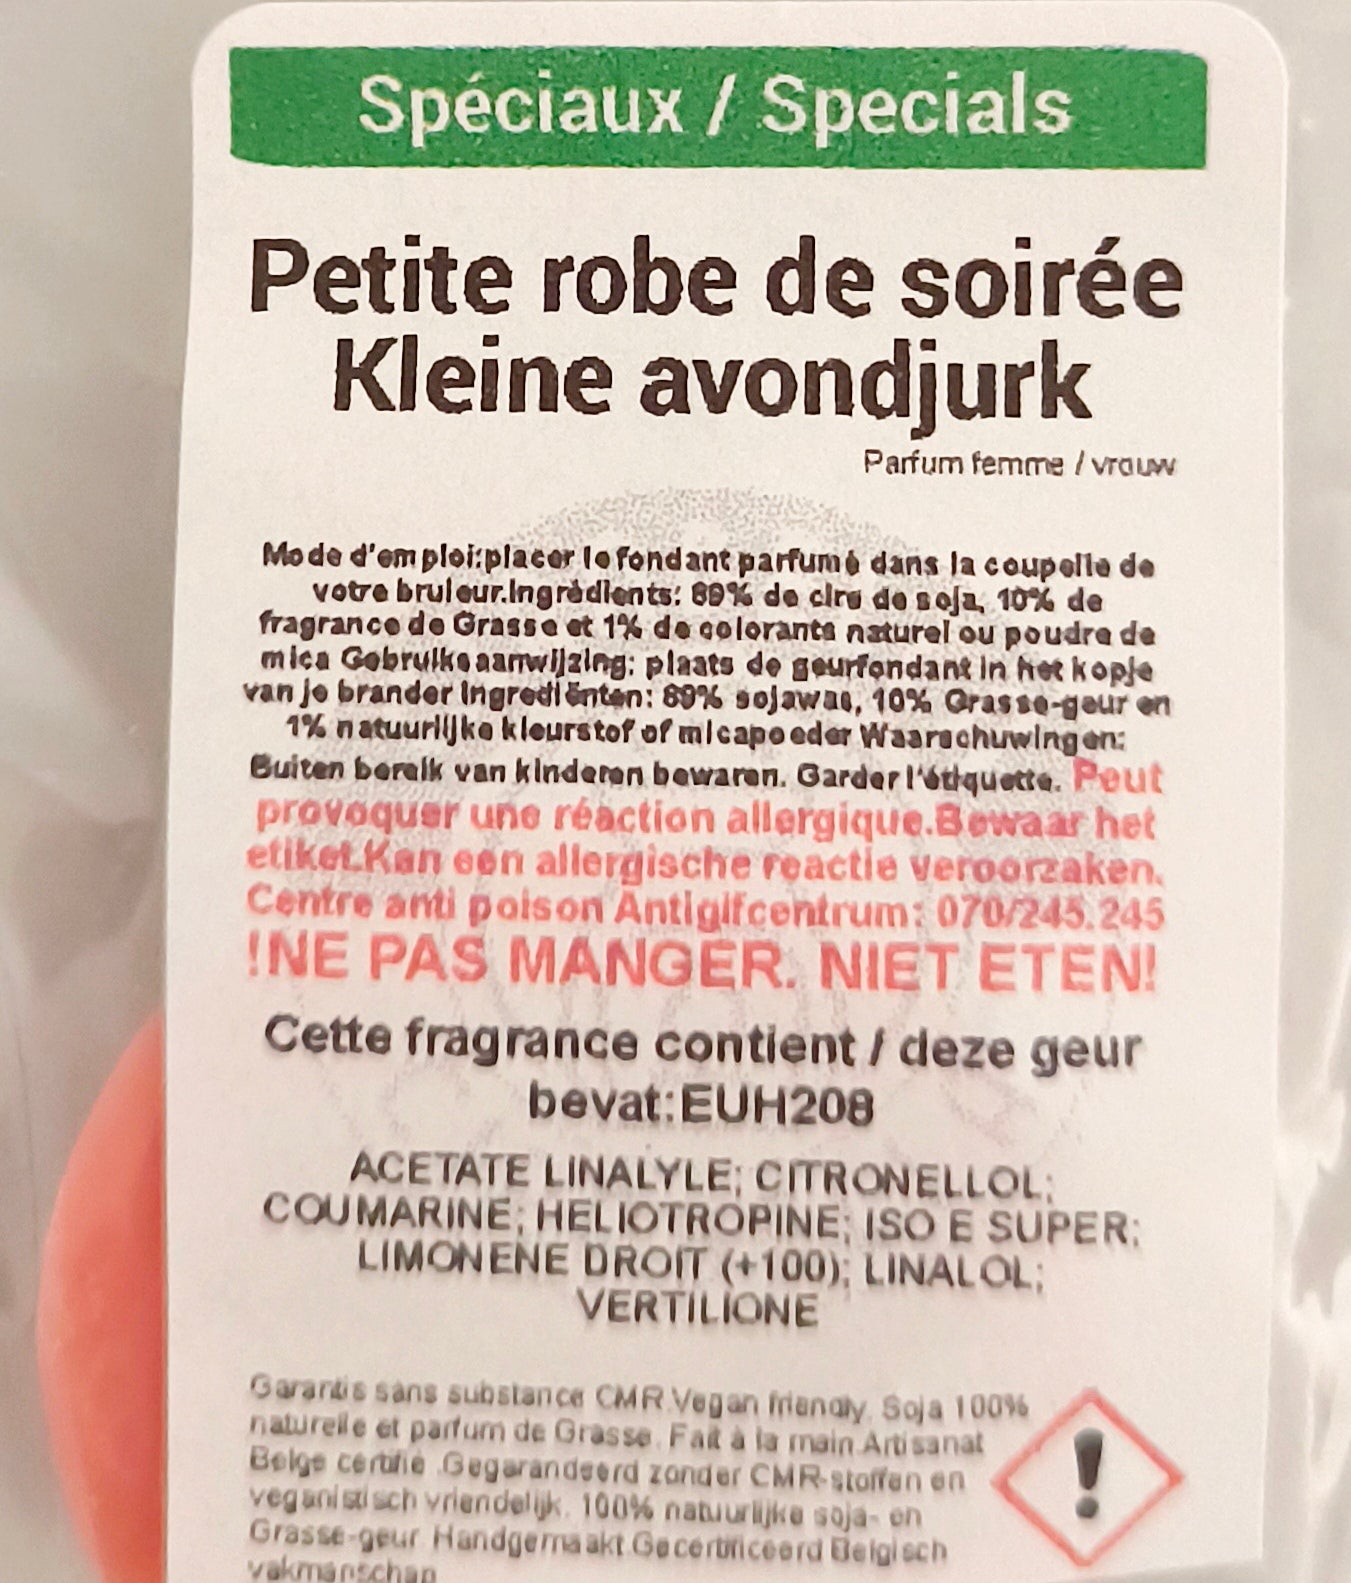 Spéciaux / Specials
Petite robe de soirée
Kleine avondjurk
Parfum femme / vrouw
Mode d'emploi:placer le fondant parfumé dans la coupelle de
votre bruleur.Ingrédients: 89% de cire de soja, 10% de
fragrance de Grasse et 1% de colorants naturel ou poudre de
mica Gebruiksaanwijzing: plaats de geurfondant in het kopje
van je brander Ingrediënten: 89% sojawas, 10% Grasse-geur en
1% natuurlijke kleurstof of micapoeder Waarschuwingen:
Buiten bereik van kinderen bewaren. Garder l'étiquette. Peut
provoquer une réaction allergique.Bewaar het
etiket.Kan een allergische reactie veroorzaken.
Centre anti poison Antigifcentrum: 070/245.245
!NE PAS MANGER. NIET ETEN!
Cette fragrance contient / deze geur
bevat:EUH208
ACETATE LINALYLE; CITRONELLOL;
COUMARINE; HELIOTROPINE; ISO E SUPER;
LIMONENE DROIT (+100); LINALOL;
VERTILIONE
Garantis sans substance CMR.Vegan friendly. Soja 100%
naturelle et parfum de Grasse. Fait à la main.Artisanat
Belge certifié .Gegarandeerd zonder CMR-stoffen en
veganistisch vriendelijk. 100% natuurlijke soja- en
Grasse-geur. Handgemaakt.Gecertificeerd Belgisch
vakmanschap